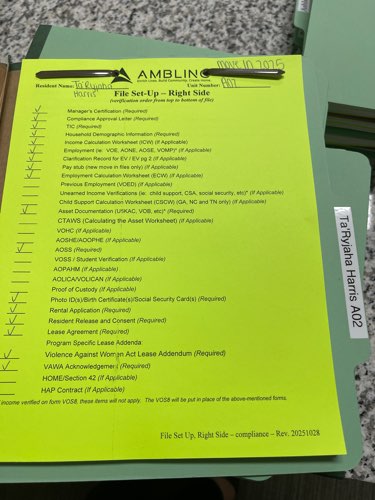 Move In 2025
AMBLING
Resident Name: Ta'Ryjaha Harris Unit Number: A02
File Set-Up – Right Side
(verification order from top to bottom of file)
Manager's Certification (Required)
Compliance Approval Letter (Required)
TIC (Required)
Household Demographic Information (Required)
Income Calculation Worksheet (ICW) (If Applicable)
Employment (ie: VOE, AONE, AOSE, VOMP)* (If Applicable)
Clarification Record for EV / EV pg 2 (If Applicable)
Pay stub (new move in files only) (If Applicable)
Employment Calculation Worksheet (ECW) (If Applicable)
Previous Employment (VOED) (If Applicable)
Unearned Income Verifications (ie: child support, CSA, social security, etc)* (If Applicable)
Child Support Calculation Worksheet (CSCW) (GA, NC and TN only) (If Applicable)
Asset Documentation (U/IKAC, VOB, etc)* (Required)
CTAWS (Calculating the Asset Worksheet) (If Applicable)
VOHC (If Applicable)
AOSHE/AOOPHE (If Applicable)
AOSS (Required)
VOSS / Student Verification (If Applicable)
AOPAHM (If Applicable)
AOLICA/VOLICAN (If Applicable)
Proof of Custody (If Applicable)
Photo ID(s)/Birth Certificate(s)/Social Security Card(s) (Required)
Rental Application (Required)
Resident Release and Consent (Required)
Lease Agreement (Required)
Program Specific Lease Addenda:
Violence Against Woman Act Lease Addendum (Required)
VAWA Acknowledgement (Required)
HOME/Section 42 (If Applicable)
HAP Contract (If Applicable)
income verified on form VOS8, these items will not apply. The VOS8 will be put in place of the above-mentioned forms.
File Set Up, Right Side – compliance – Rev. 20251028
Ta'Ryjaha Harris A02